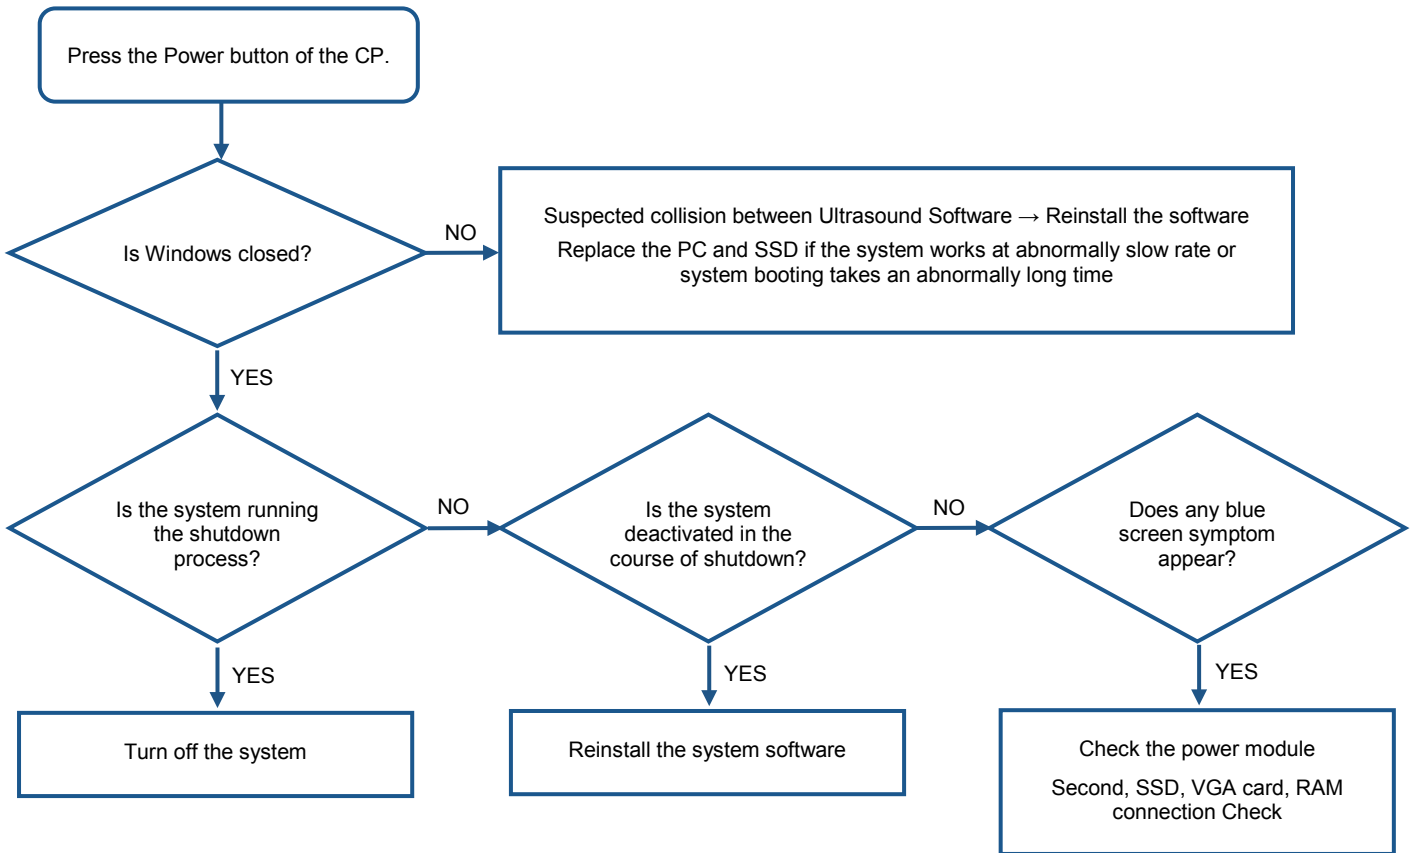 Press the Power button of the CP.
Is Windows closed?
NO
Suspected collision between Ultrasound Software → Reinstall the software
Replace the PC and SSD if the system works at abnormally slow rate or
system booting takes an abnormally long time
YES
Is the system running
the shutdown
process?
NO
Is the system
deactivated in the
course of shutdown?
NO
Does any blue
screen symptom
appear?
YES
YES
YES
Turn off the system
Reinstall the system software
Check the power module
Second, SSD, VGA card, RAM
connection Check